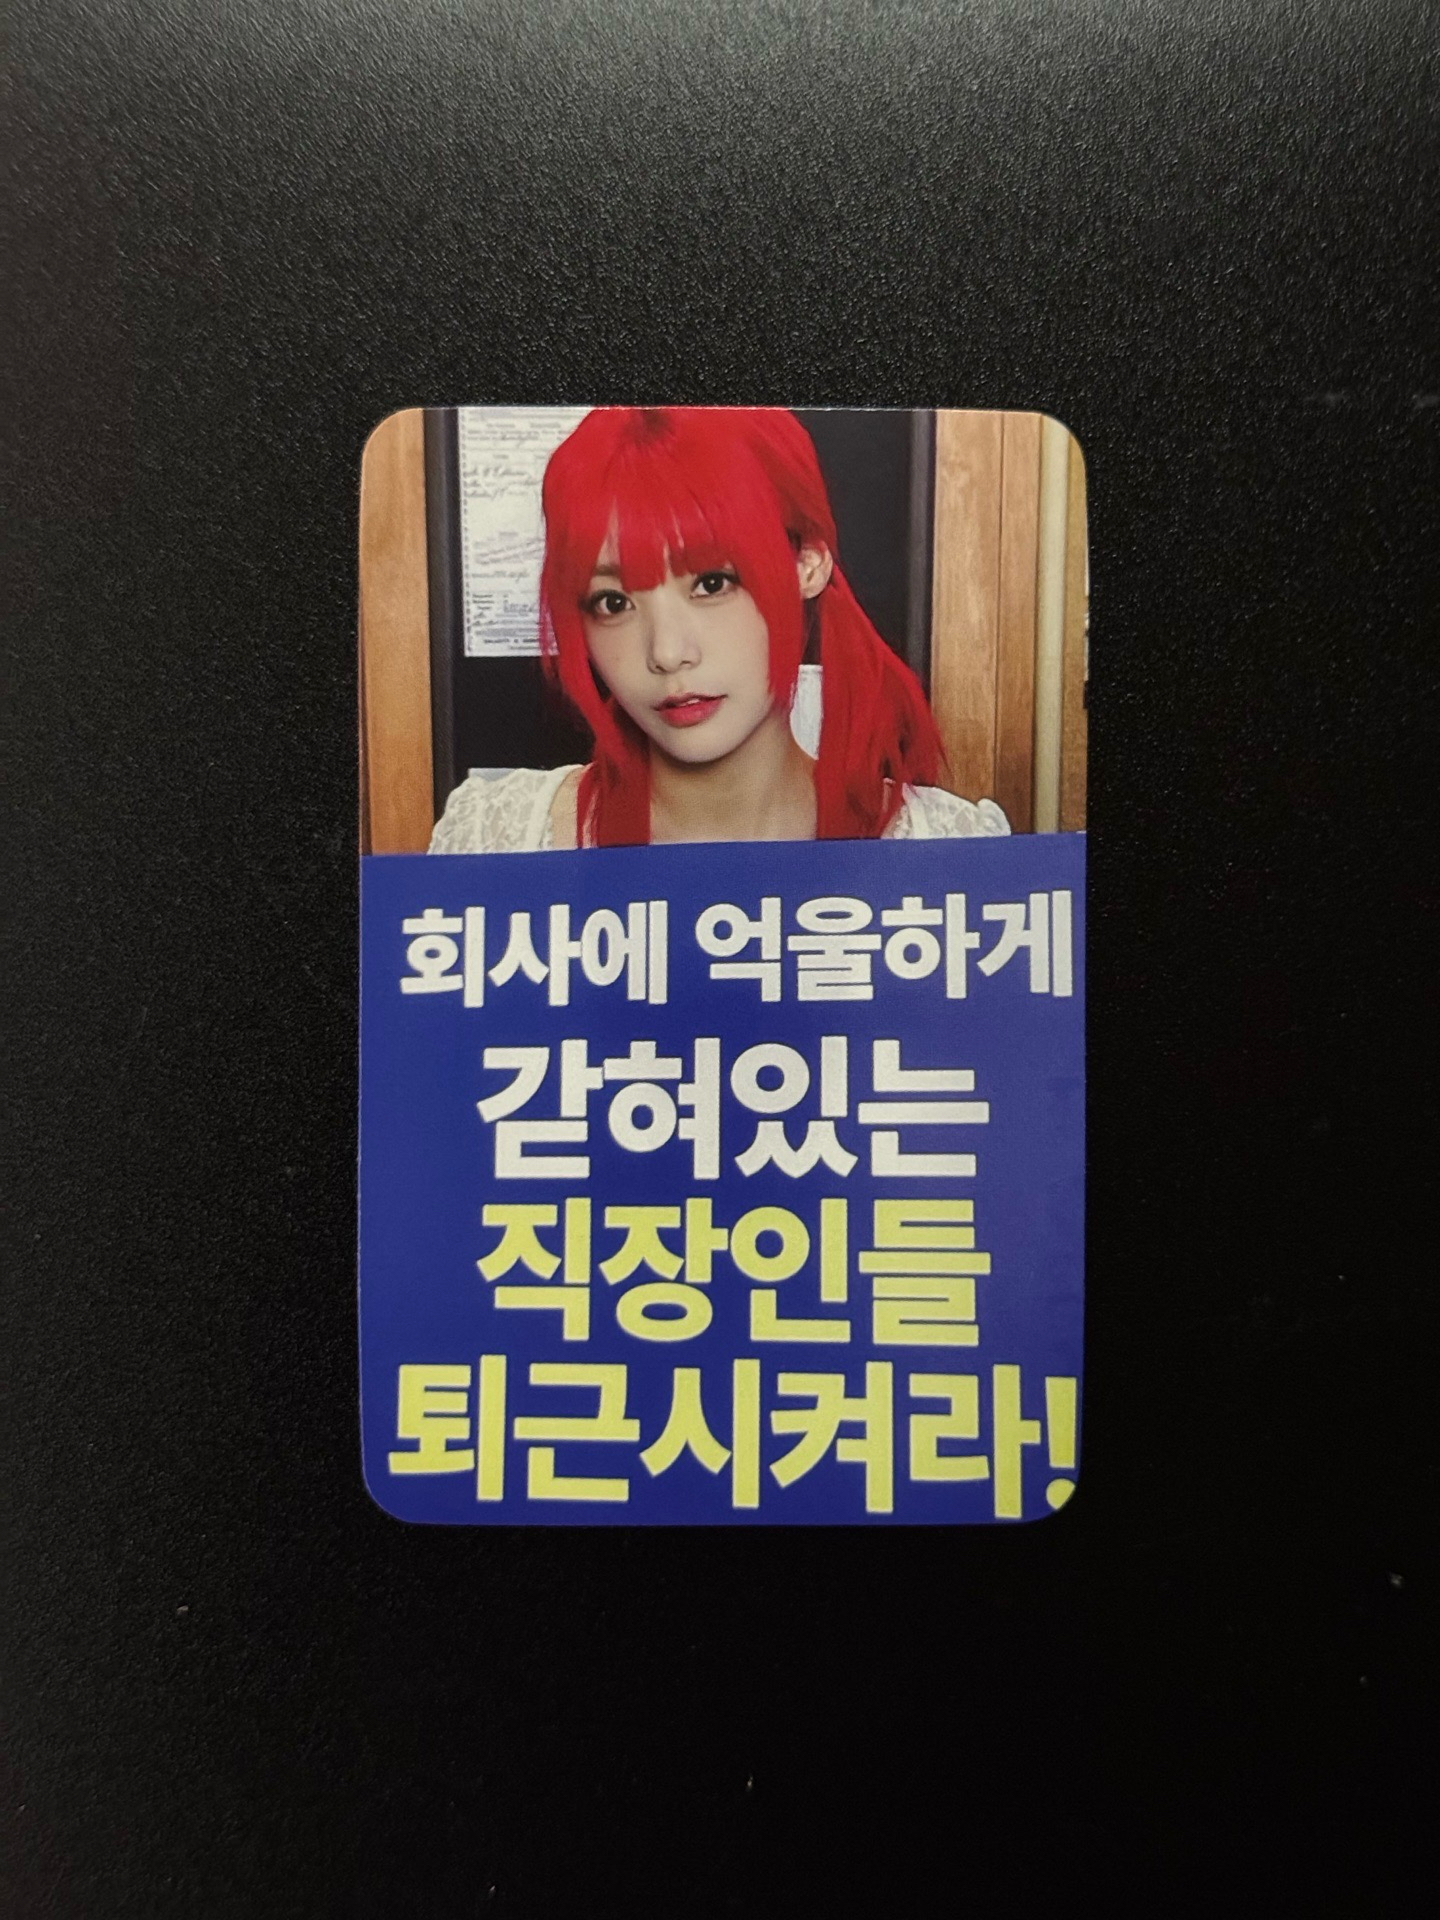 회사에 억울하게
갇혀있는
직장인들
퇴근시켜라!